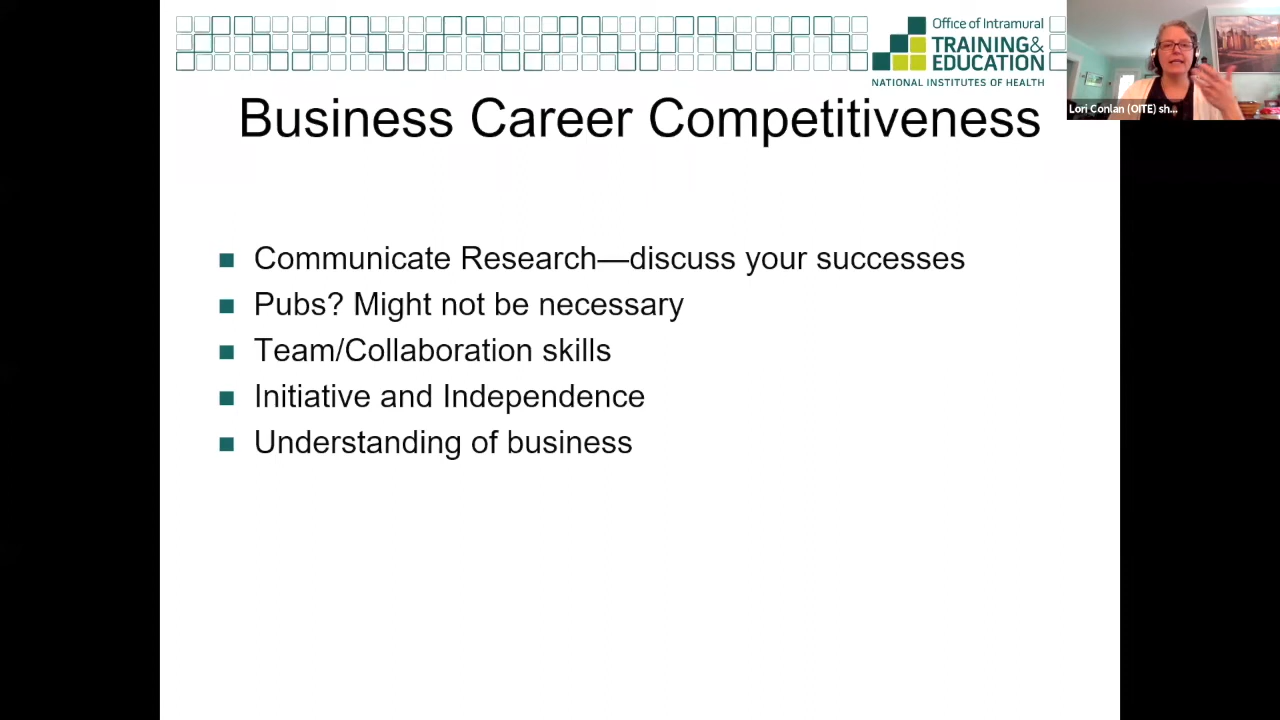 Office of Intramural
TRAINING&
EDUCATION
NATIONAL INSTITUTES OF HEALTH
Lori Conlan (OITE) sh...
Business Career Competitiveness
Communicate Research—discuss your successes
Pubs? Might not be necessary
Team/Collaboration skills
Initiative and Independence
Understanding of business